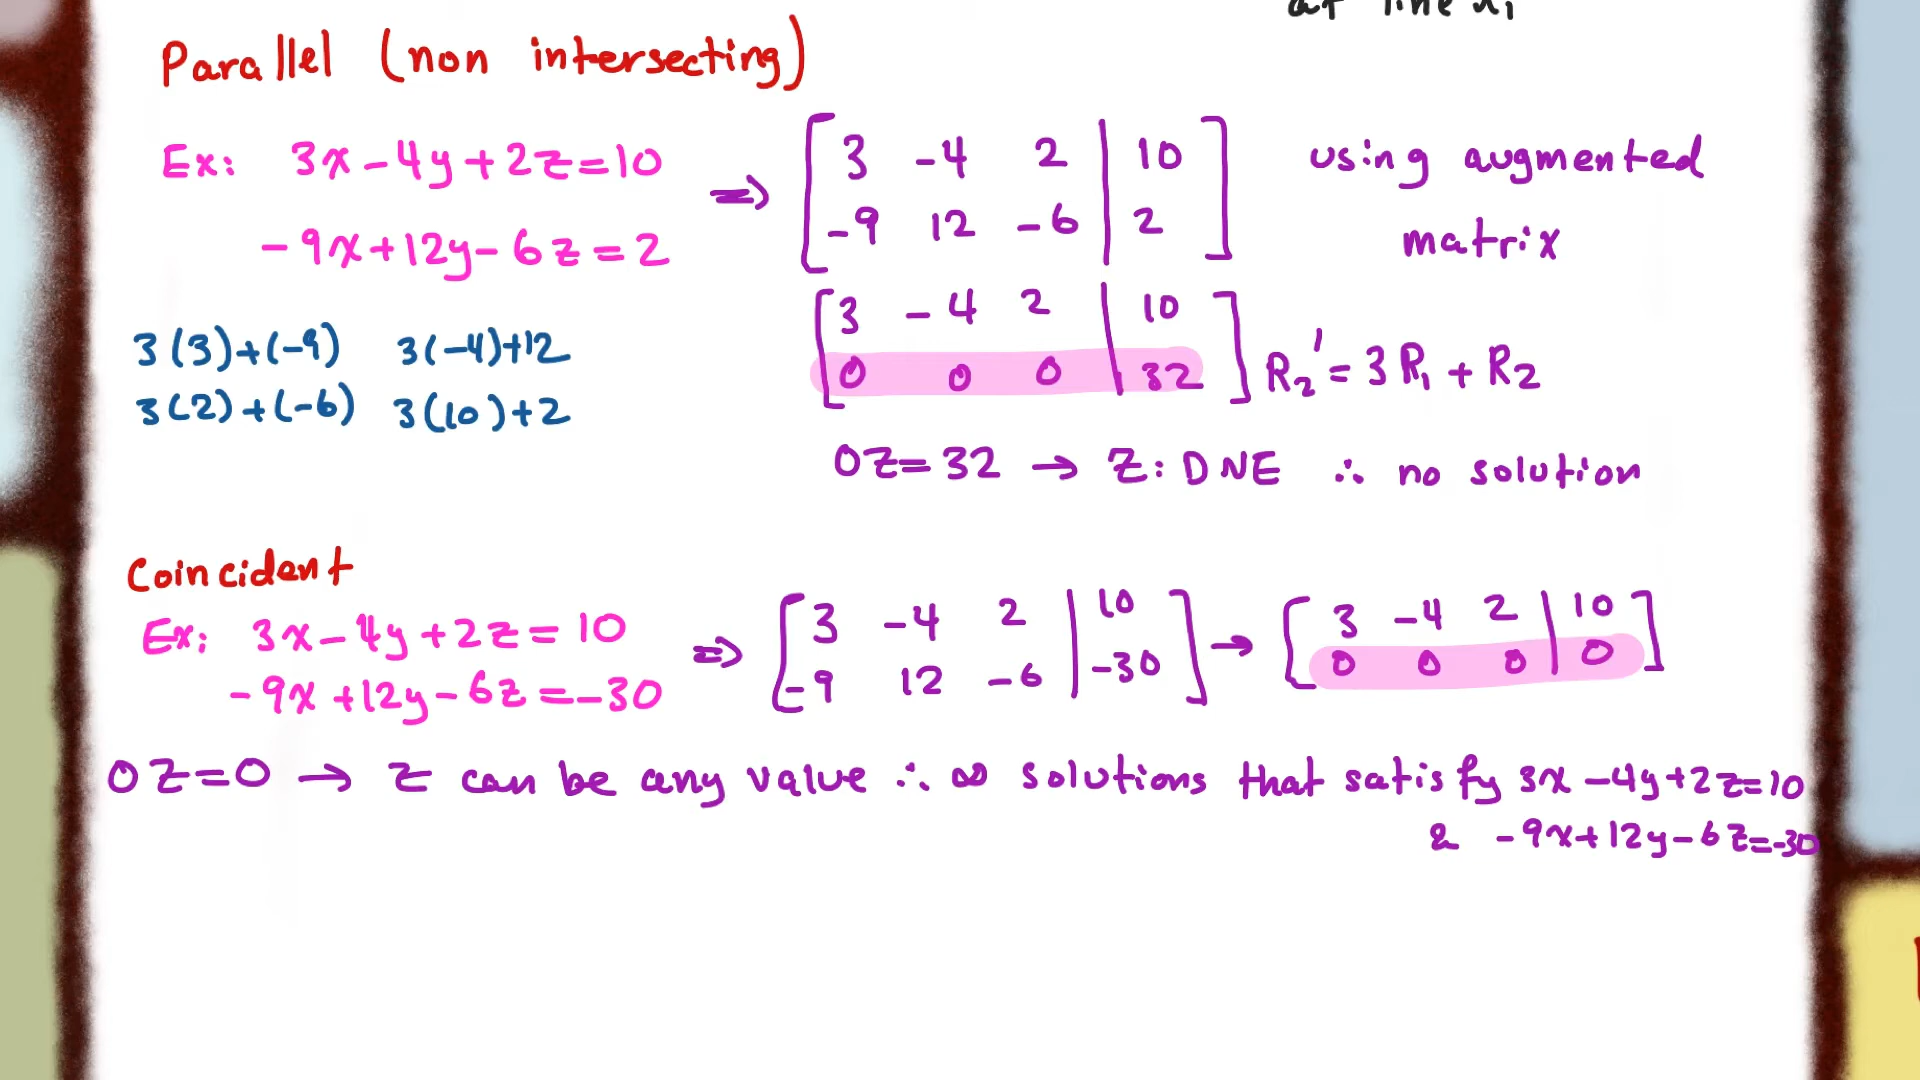 at line x₁
Parallel (non intersecting)
Ex: 3x-4y+2z=10
-9x+12y-6z=2
⇒ [3 -4 2 | 10]
[-9 12 -6 | 2]
using augmented
matrix
3(3)+(-9) 3(-4)+12
3(2)+(-6) 3(10)+2
[3 -4 2 | 10]
[0 0 0 | 32] R₂' = 3R₁ + R₂
0z=32 → z: DNE ∴ no solution
Coincident
Ex: 3x-4y+2z=10
-9x+12y-6z=-30
⇒ [3 -4 2 | 10] → [3 -4 2 | 10]
[-9 12 -6 | -30] [0 0 0 | 0]
0z=0 → z can be any value ∴ ∞ solutions that satisfy 3x-4y+2z=10
& -9x+12y-6z=-30